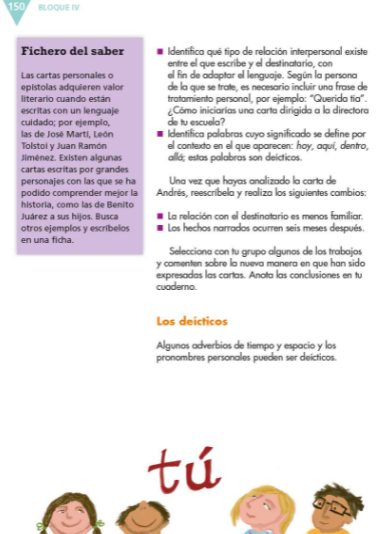 150 BLOQUE IV
Fichero del saber
Las cartas personales o
epístolas adquieren valor
literario cuando están
escritas con un lenguaje
cuidado; por ejemplo,
las de José Martí, León
Tolstoi y Juan Ramón
Jiménez. Existen algunas
cartas escritas por grandes
personajes con las que se ha
podido comprender mejor la
historia, como las de Benito
Juárez a sus hijos. Busca
otros ejemplos y escríbelos
en una ficha.
Identifica qué tipo de relación interpersonal existe
entre el que escribe y el destinatario, con
el fin de adaptar el lenguaje. Según la persona
de la que se trate, es necesario incluir una frase de
tratamiento personal, por ejemplo: "Querida tía".
¿Cómo iniciarías una carta dirigida a la directora
de tu escuela?
Identifica palabras cuyo significado se define por
el contexto en el que aparecen: hoy, aquí, dentro,
allá; estas palabras son deícticos.
Una vez que hayas analizado la carta de
Andrés, reescríbela y realiza los siguientes cambios:
La relación con el destinatario es menos familiar.
Los hechos narrados ocurren seis meses después.
Selecciona con tu grupo algunos de los trabajos
y comenten sobre la nueva manera en que han sido
expresadas las cartas. Anota las conclusiones en tu
cuaderno.
Los deícticos
Algunos adverbios de tiempo y espacio y los
pronombres personales pueden ser deícticos.
tú